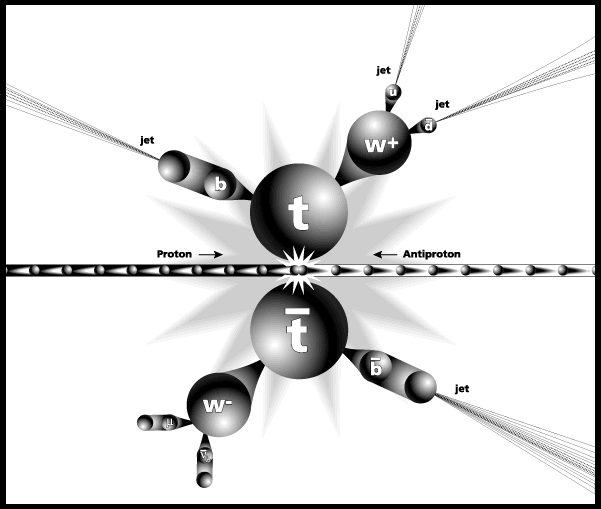 jet
u
jet
d̄
w+
jet
b
t
Proton
Antiproton
t̄
b̄
jet
w-
μ